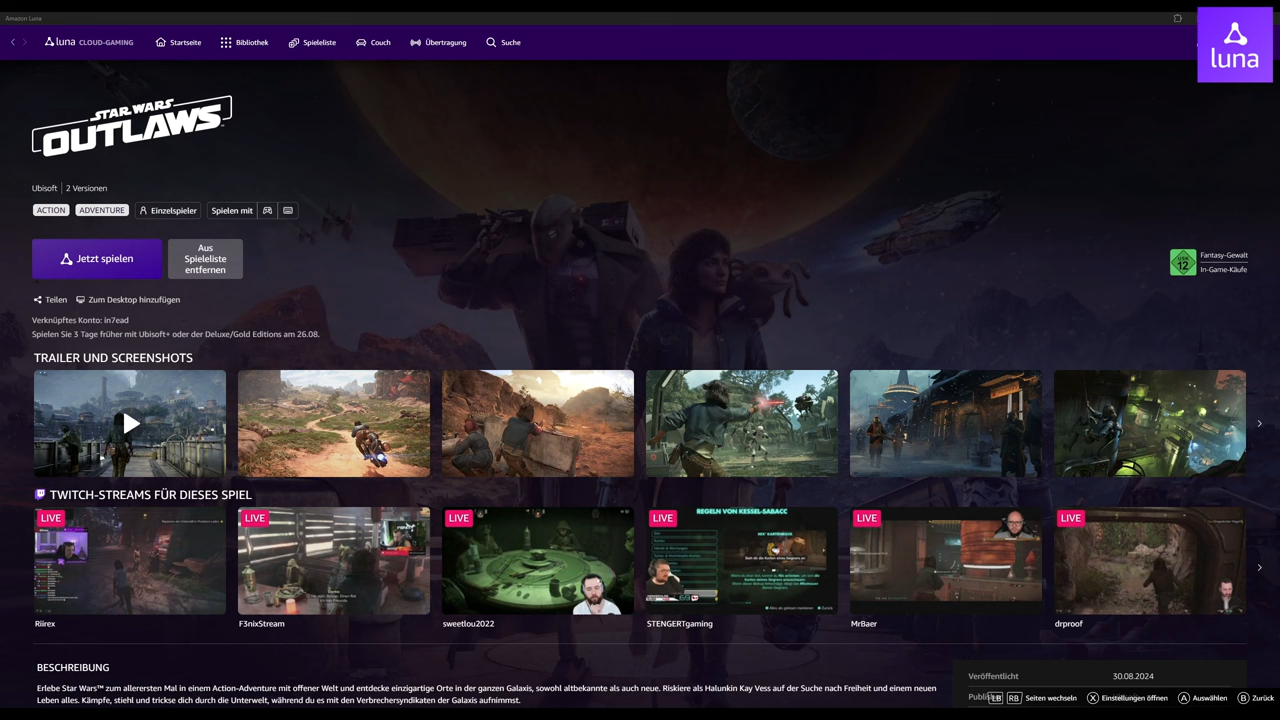 Amazon Luna
luna CLOUD-GAMING
Startseite
Bibliothek
Spieleliste
Couch
Übertragung
Suche
luna
STAR WARS
OUTLAWS
Ubisoft
2 Versionen
ACTION
ADVENTURE
Einzelspieler
Spielen mit
Jetzt spielen
Aus
Spieleliste
entfernen
USK
12
Fantasy-Gewalt
In-Game-Käufe
Teilen
Zum Desktop hinzufügen
Verknüpftes Konto: in7ead
Spielen Sie 3 Tage früher mit Ubisoft+ oder der Deluxe/Gold Editions am 26.08.
TRAILER UND SCREENSHOTS
TWITCH-STREAMS FÜR DIESES SPIEL
LIVE
LIVE
LIVE
LIVE
REGELN VON KESSEL-SABACC
LIVE
LIVE
Riirex
F3nixStream
sweetlou2022
STENGERTgaming
MrBaer
drproof
BESCHREIBUNG
Erlebe Star Wars™ zum allerersten Mal in einem Action-Adventure mit offener Welt und entdecke einzigartige Orte in der ganzen Galaxis, sowohl altbekannte als auch neue. Riskiere als Halunkin Kay Vess auf der Suche nach Freiheit und einem neuen
Leben alles. Kämpfe, stiehl und trickse dich durch die Unterwelt, während du es mit den Verbrechersyndikaten der Galaxis aufnimmst.
Veröffentlicht
30.08.2024
LB RB Seiten wechseln
X Einstellungen öffnen
A Auswählen
B Zurück